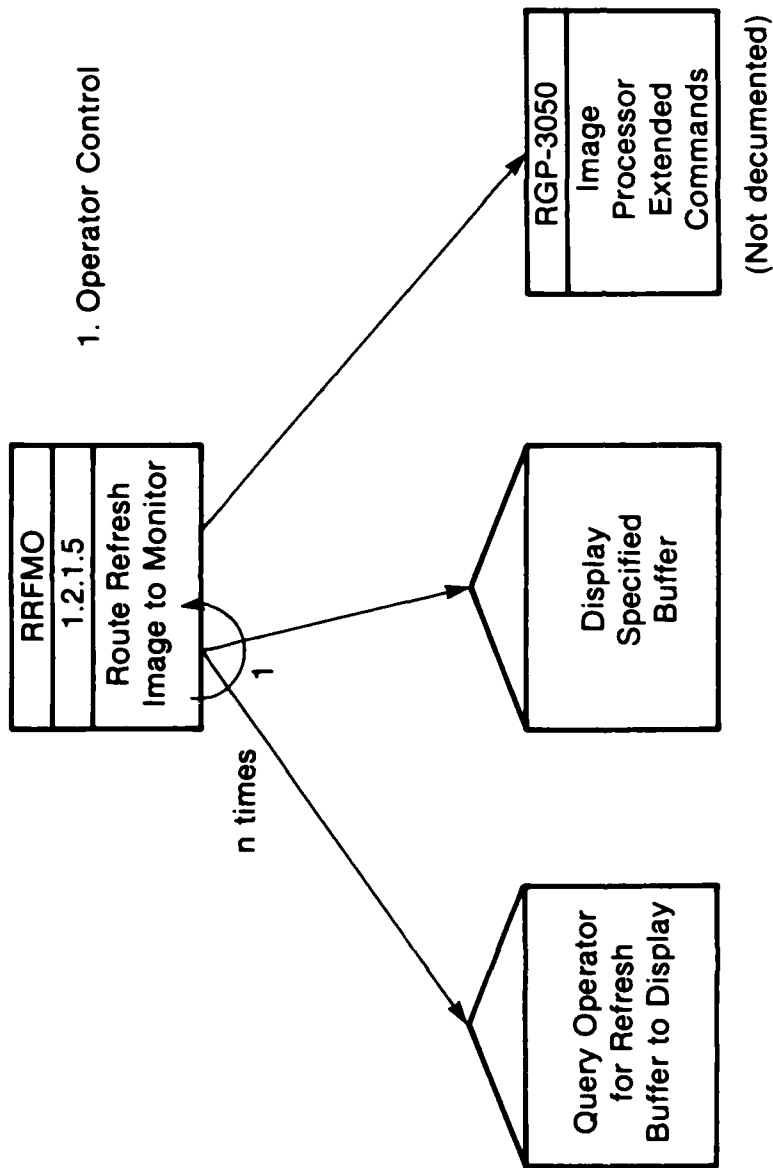 RRFMO
1.2.1.5
Route Refresh
Image to Monitor
1. Operator Control
n times
1
Query Operator
for Refresh
Buffer to Display
Display
Specified
Buffer
RGP-3050
Image
Processor
Extended
Commands
(Not decumented)